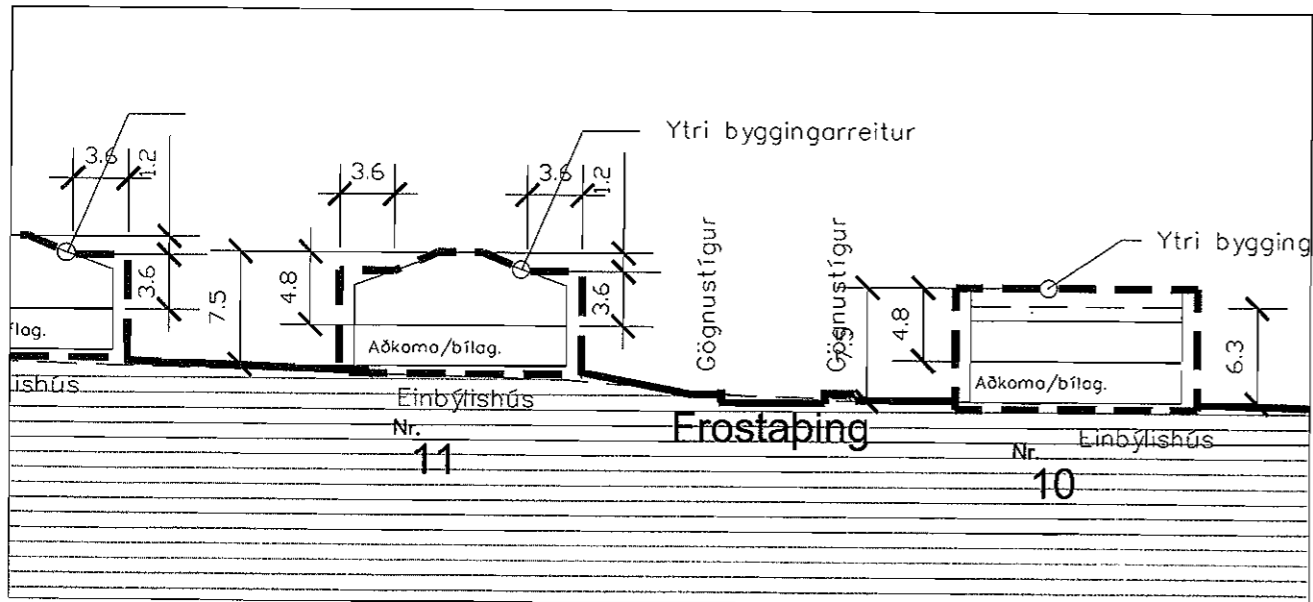 Ytri byggingarreitur
3.6
1.2
3.6
3.6
1.2
Gögnustígur
Gögnustígur
Ytri bygging
3.6
7.5
4.8
3.6
4.8
6.3
flag.
Aðkoma/bílag.
Aðkoma/bílag.
lishús
Einbýlishús
Frostaþing
Einbýlishús
Nr.
11
Nr.
10